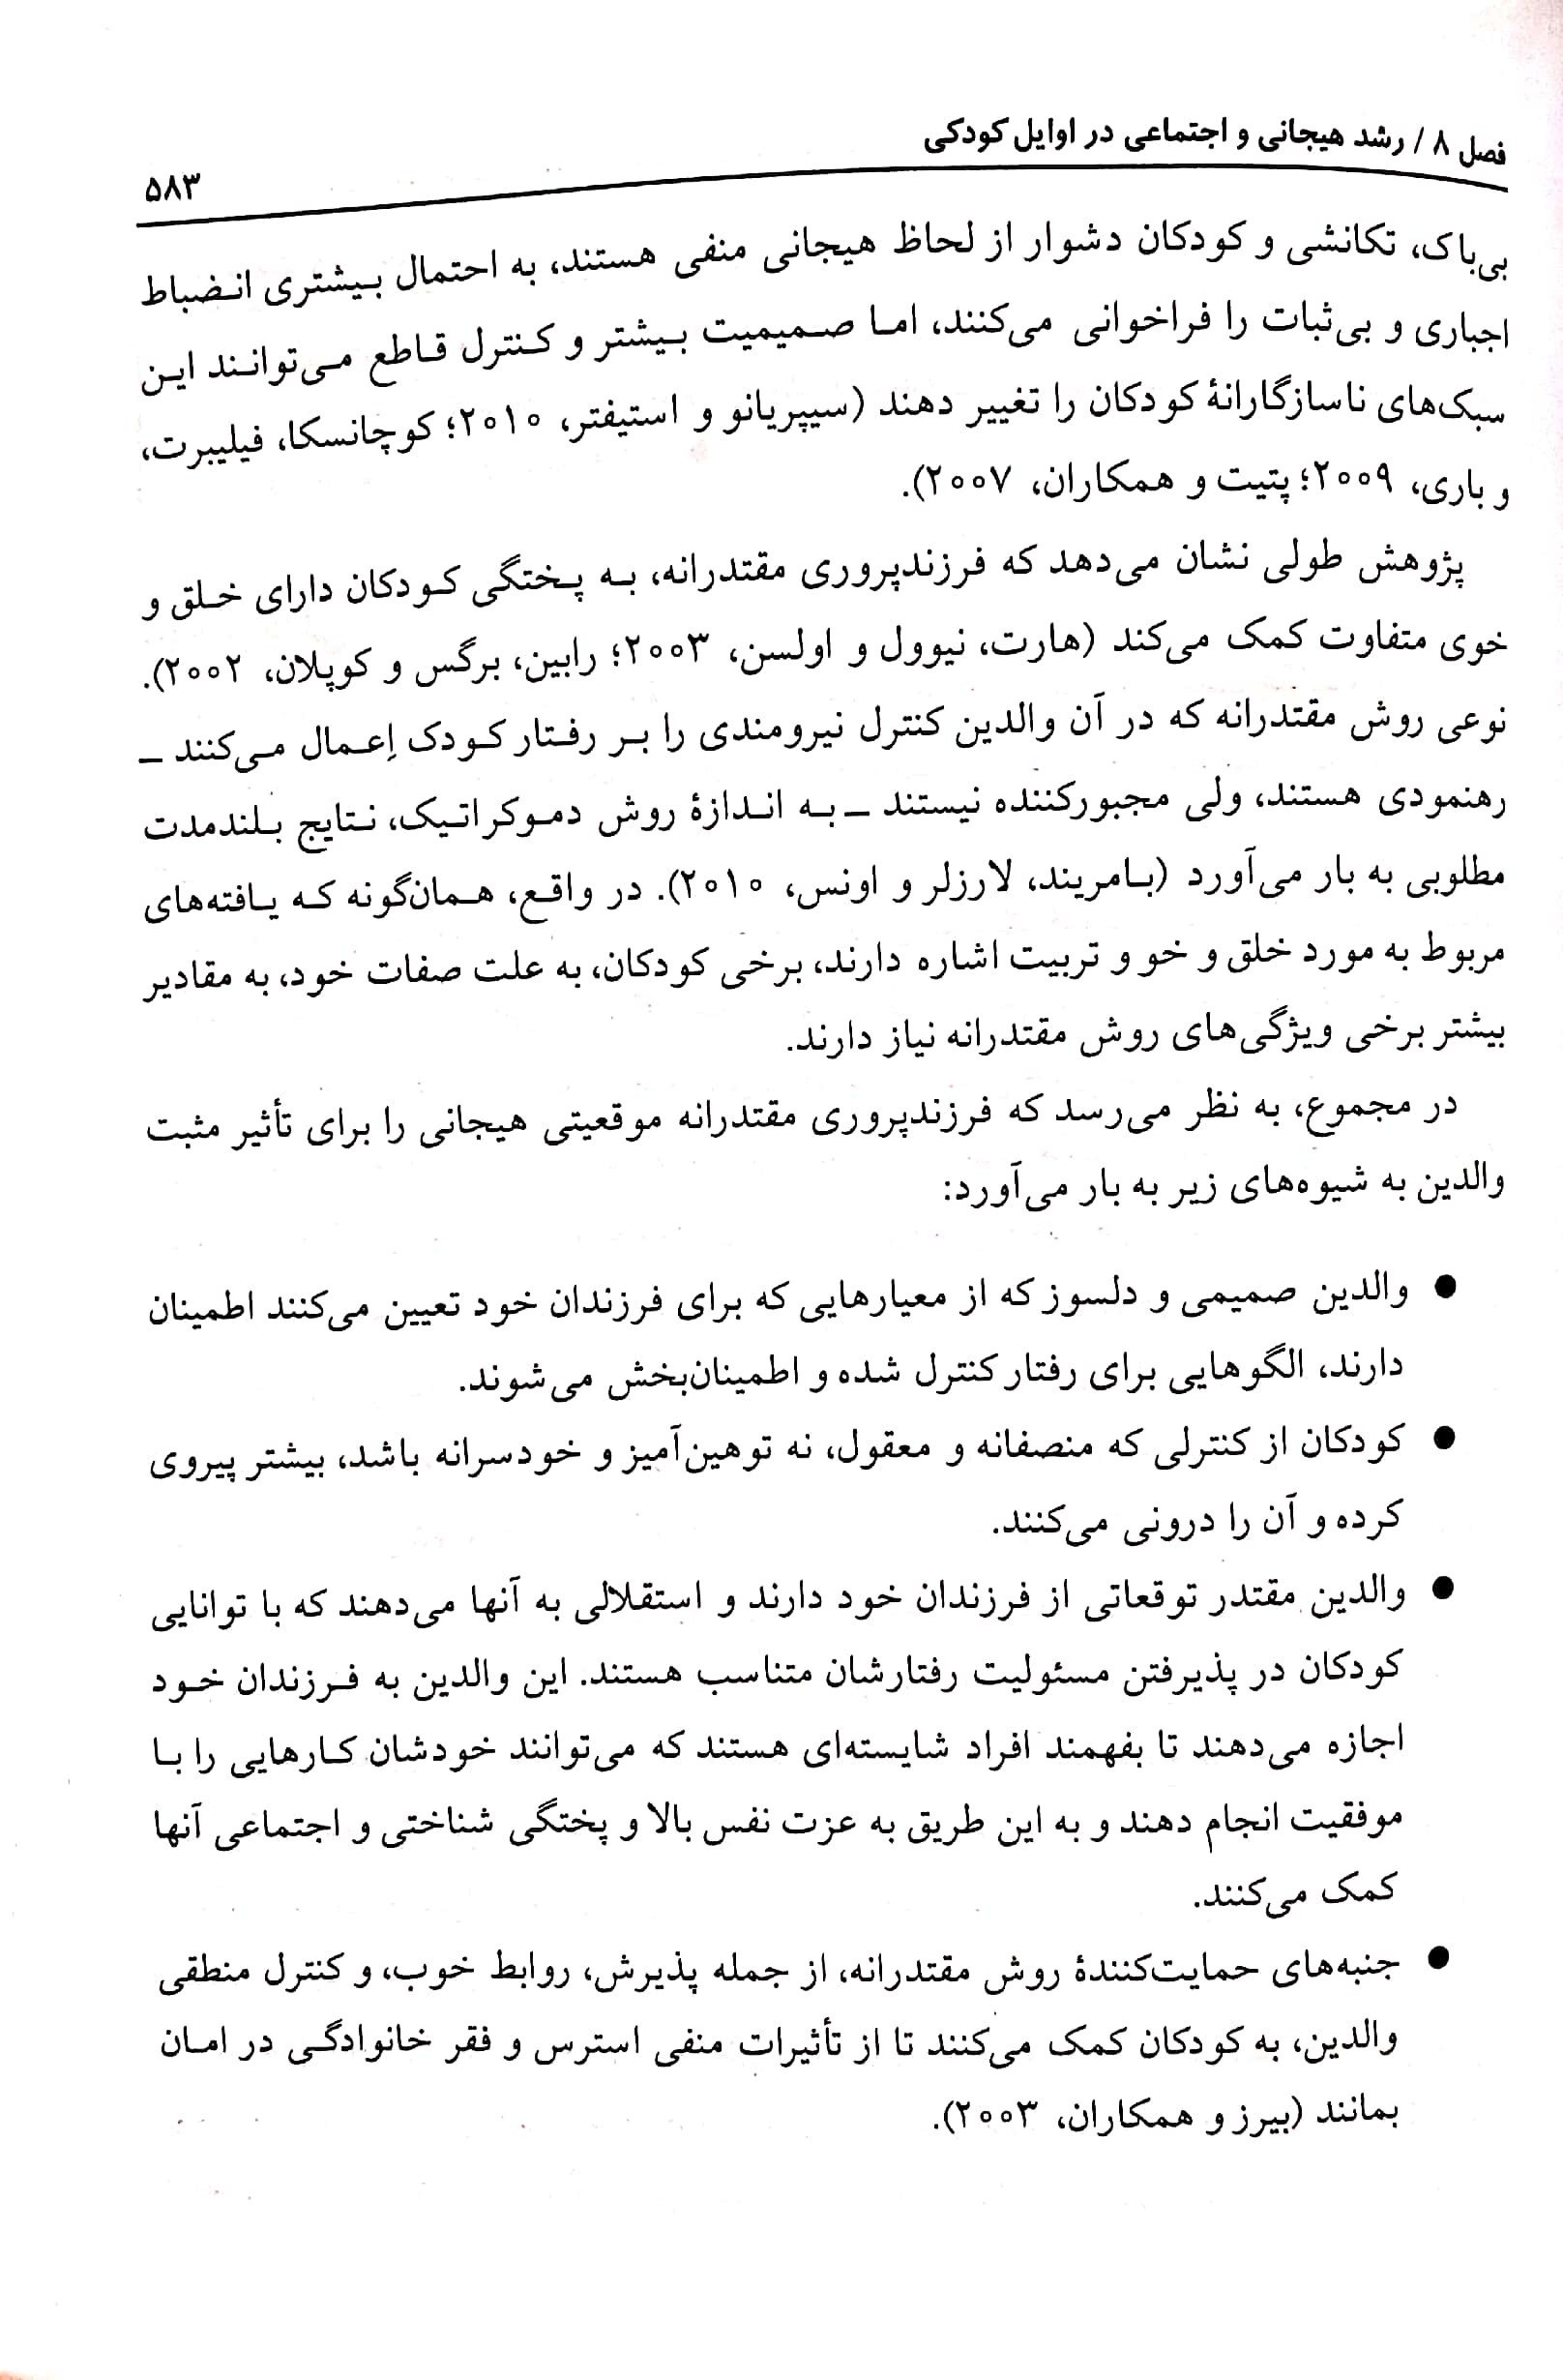 فصل ۸ / رشد هیجانی و اجتماعی در اوایل کودکی
۵۸۳
بی‌باک، تکانشی و کودکان دشوار از لحاظ هیجانی منفی هستند، به احتمال بیشتری انضباط
اجباری و بی‌ثبات را فراخوانی می‌کنند، اما صمیمیت بیشتر و کنترل قاطع می‌توانند این
سبک‌های ناسازگارانهٔ کودکان را تغییر دهند (سیپریانو و استیفتر، ۲۰۱۰؛ کوچانسکا، فیلیبرت،
و باری، ۲۰۰۹؛ پتیت و همکاران، ۲۰۰۷).
پژوهش طولی نشان می‌دهد که فرزندپروری مقتدرانه، به پختگی کودکان دارای خلق و
خوی متفاوت کمک می‌کند (هارت، نیوول و اولسن، ۲۰۰۳؛ رابین، برگس و کوپلان، ۲۰۰۲).
نوعی روش مقتدرانه که در آن والدین کنترل نیرومندی را بر رفتار کودک إعمال می‌کنند ـ
رهنمودی هستند، ولی مجبورکننده نیستند ـ به اندازهٔ روش دموکراتیک، نتایج بلندمدت
مطلوبی به بار می‌آورد (بامریند، لارزلر و اونس، ۲۰۱۰). در واقع، همان‌گونه که یافته‌های
مربوط به مورد خلق و خو و تربیت اشاره دارند، برخی کودکان، به علت صفات خود، به مقادیر
بیشتر برخی ویژگی‌های روش مقتدرانه نیاز دارند.
در مجموع، به نظر می‌رسد که فرزندپروری مقتدرانه موقعیتی هیجانی را برای تأثیر مثبت
والدین به شیوه‌های زیر به بار می‌آورد:
● والدین صمیمی و دلسوز که از معیارهایی که برای فرزندان خود تعیین می‌کنند اطمینان
دارند، الگوهایی برای رفتار کنترل شده و اطمینان‌بخش می‌شوند.
● کودکان از کنترلی که منصفانه و معقول، نه توهین‌آمیز و خودسرانه باشد، بیشتر پیروی
کرده و آن را درونی می‌کنند.
● والدین مقتدر توقعاتی از فرزندان خود دارند و استقلالی به آنها می‌دهند که با توانایی
کودکان در پذیرفتن مسئولیت رفتارشان متناسب هستند. این والدین به فرزندان خود
اجازه می‌دهند تا بفهمند افراد شایسته‌ای هستند که می‌توانند خودشان کارهایی را با
موفقیت انجام دهند و به این طریق به عزت نفس بالا و پختگی شناختی و اجتماعی آنها
کمک می‌کنند.
● جنبه‌های حمایت‌کنندهٔ روش مقتدرانه، از جمله پذیرش، روابط خوب، و کنترل منطقی
والدین، به کودکان کمک می‌کنند تا از تأثیرات منفی استرس و فقر خانوادگی در امان
بمانند (بیرز و همکاران، ۲۰۰۳).